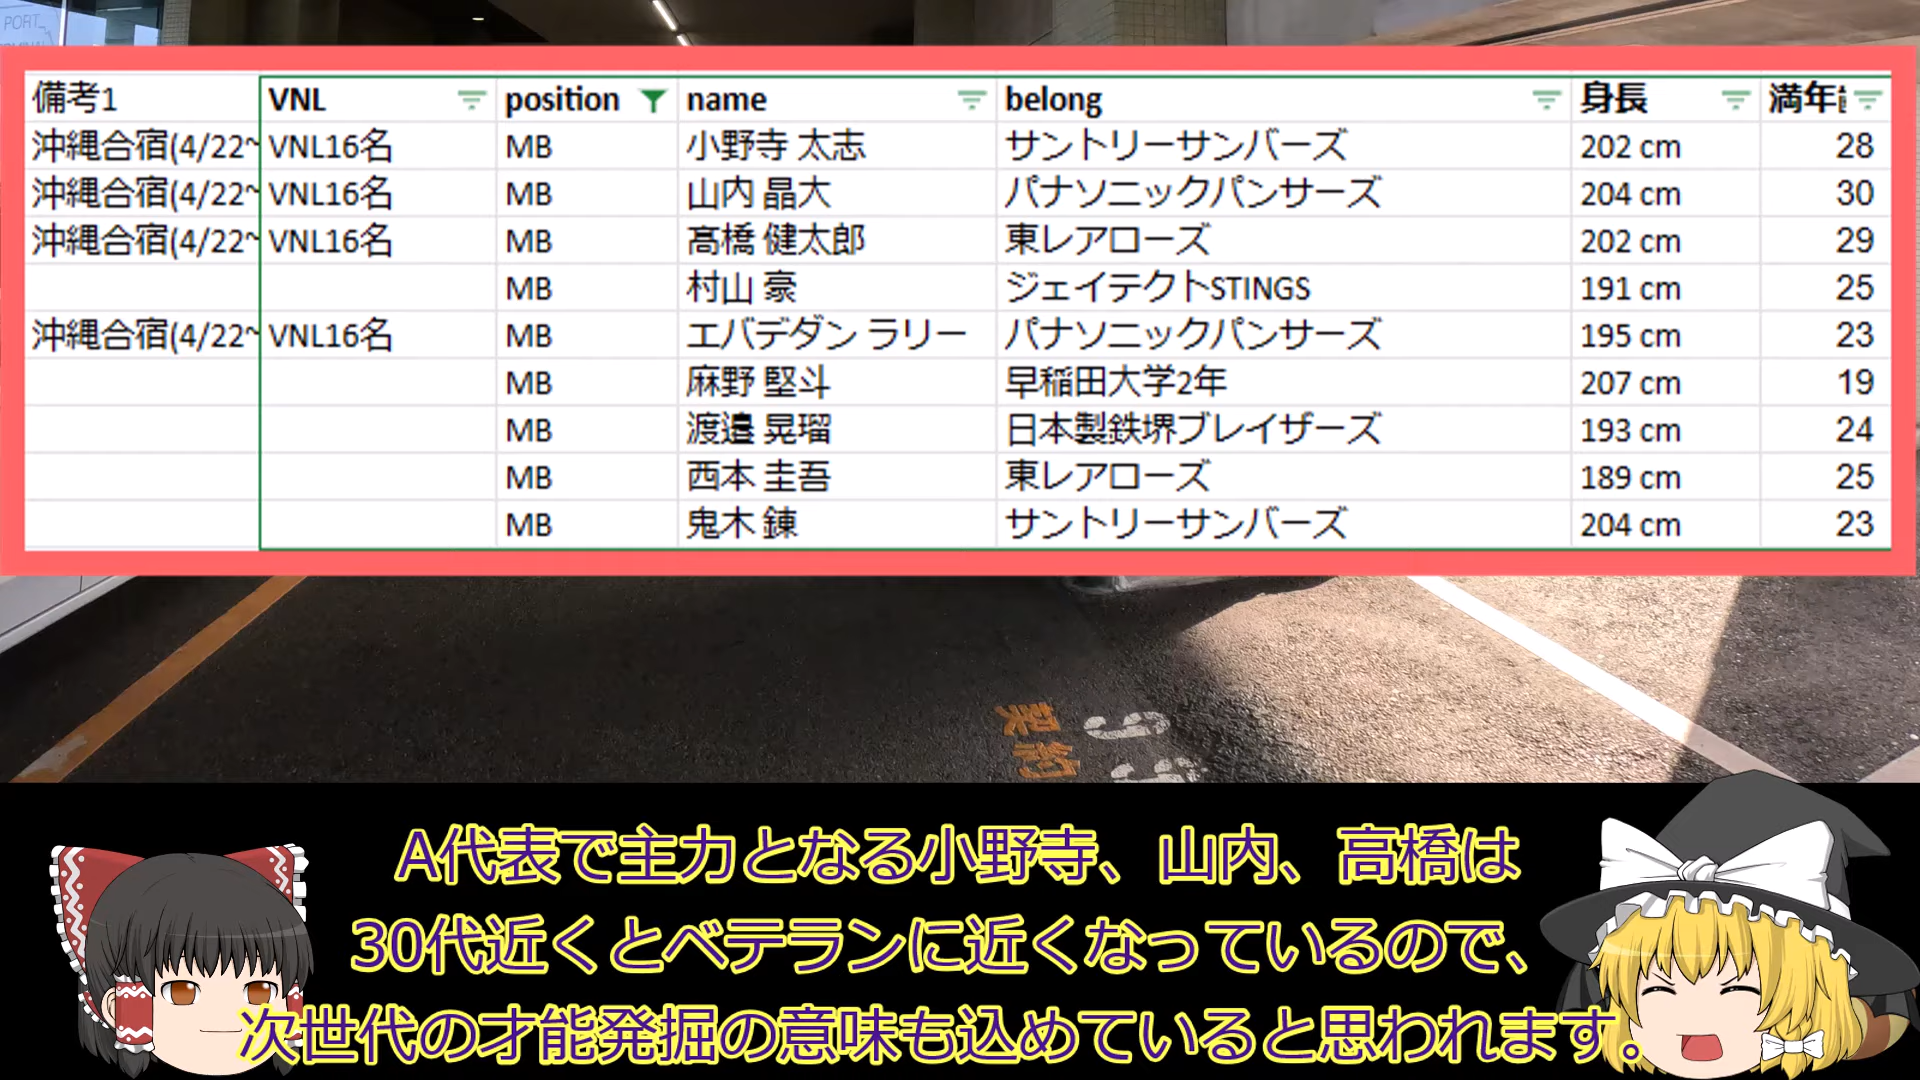 PORT
備考1 VNL position name belong 身長 満年
沖縄合宿(4/22~ VNL16名 MB 小野寺 太志 サントリーサンバーズ 202 cm 28
沖縄合宿(4/22~ VNL16名 MB 山内 晶大 パナソニックパンサーズ 204 cm 30
沖縄合宿(4/22~ VNL16名 MB 髙橋 健太郎 東レアローズ 202 cm 29
MB 村山 豪 ジェイテクトSTINGS 191 cm 25
沖縄合宿(4/22~ VNL16名 MB エバデダン ラリー パナソニックパンサーズ 195 cm 23
MB 麻野 堅斗 早稲田大学2年 207 cm 19
MB 渡邉 晃瑠 日本製鉄堺ブレイザーズ 193 cm 24
MB 西本 圭吾 東レアローズ 189 cm 25
MB 鬼木 錬 サントリーサンバーズ 204 cm 23
契約
A代表で主力となる小野寺、山内、高橋は
30代近くとベテランに近くなっているので、
次世代の才能発掘の意味も込めていると思われます。